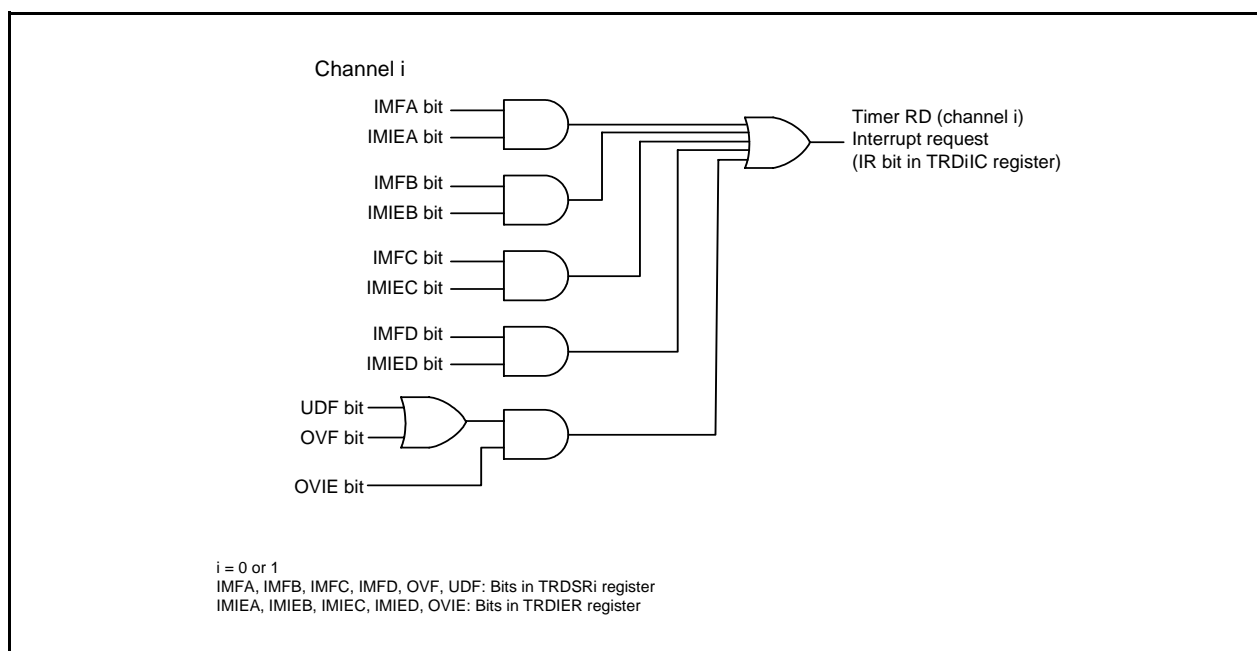 Channel i
IMFA bit
IMIEA bit
IMFB bit
IMIEB bit
IMFC bit
IMIEC bit
IMFD bit
IMIED bit
UDF bit
OVF bit
OVIE bit
Timer RD (channel i)
Interrupt request
(IR bit in TRDiIC register)
i = 0 or 1
IMFA, IMFB, IMFC, IMFD, OVF, UDF: Bits in TRDSRi register
IMIEA, IMIEB, IMIEC, IMIED, OVIE: Bits in TRDIER register